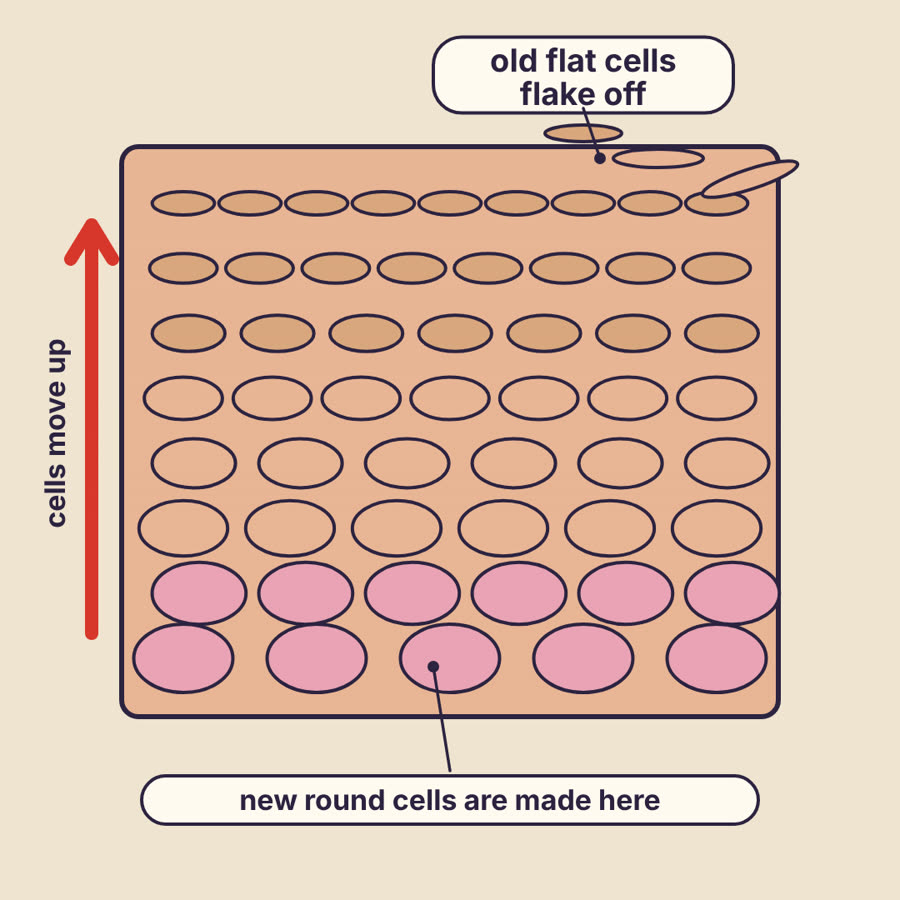 old flat cells
flake off
cells move up
new round cells are made here